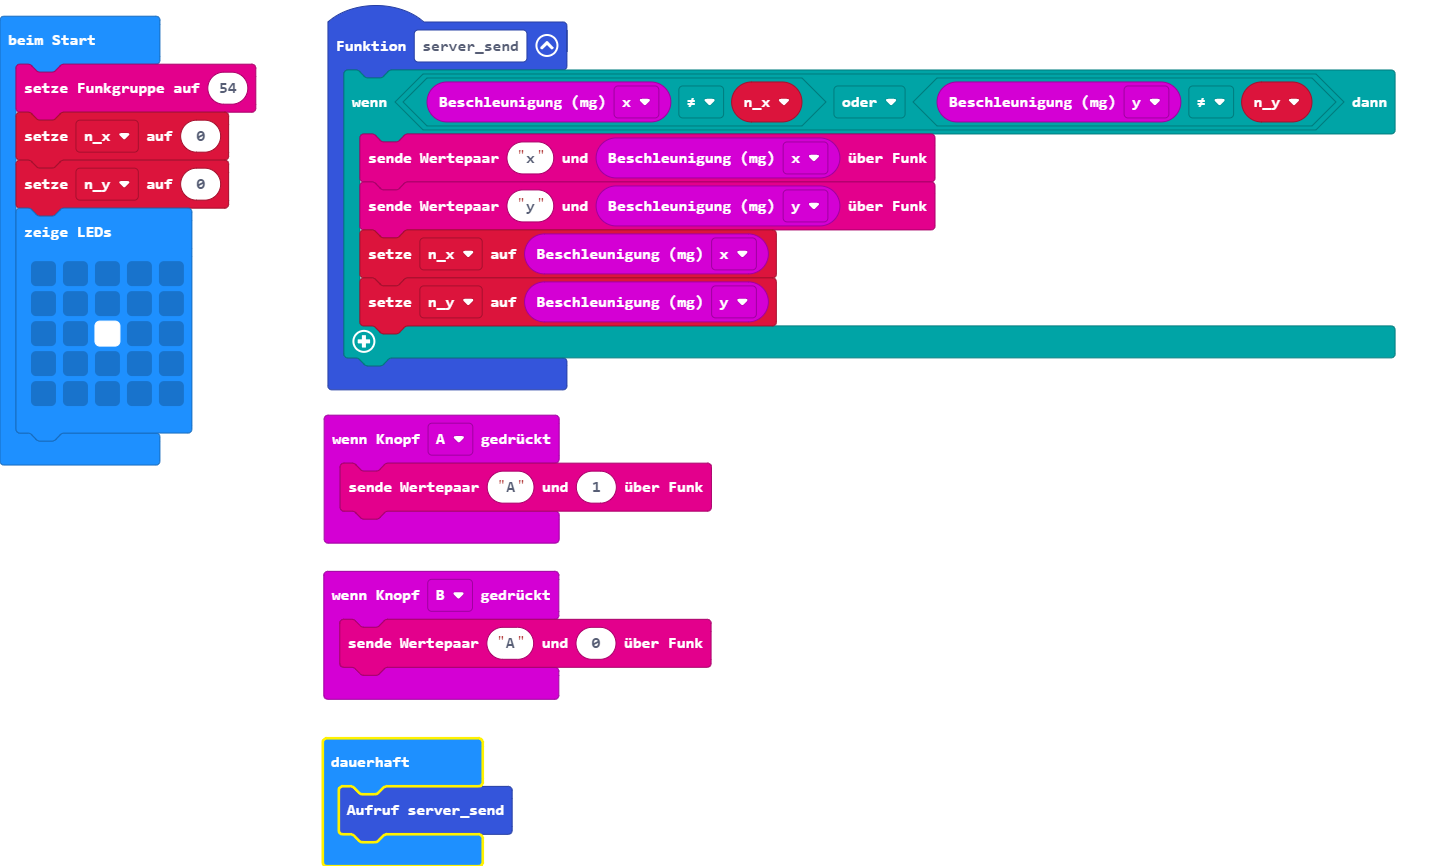 beim Start
setze Funkgruppe auf 54
setze n_x auf 0
setze n_y auf 0
zeige LEDs
Funktion server_send
wenn Beschleunigung (mg) x ≠ n_x oder Beschleunigung (mg) y ≠ n_y dann
sende Wertepaar "x" und Beschleunigung (mg) x über Funk
sende Wertepaar "y" und Beschleunigung (mg) y über Funk
setze n_x auf Beschleunigung (mg) x
setze n_y auf Beschleunigung (mg) y
wenn Knopf A gedrückt
sende Wertepaar "A" und 1 über Funk
wenn Knopf B gedrückt
sende Wertepaar "A" und 0 über Funk
dauerhaft
Aufruf server_send